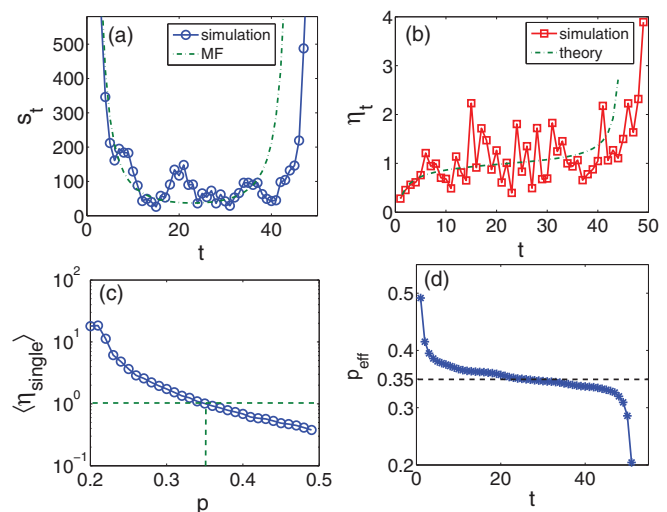 (a)
simulation
MF
500
400
300
200
100
0
0
20
40
s_t
t
(b)
simulation
theory
4
3
2
1
0
0
10
20
30
40
50
η_t
t
(c)
10^2
10^1
10^0
10^-1
0.2
0.3
0.4
0.5
⟨η_single⟩
p
(d)
0.5
0.4
0.35
0.2
0
20
40
p_eff
t